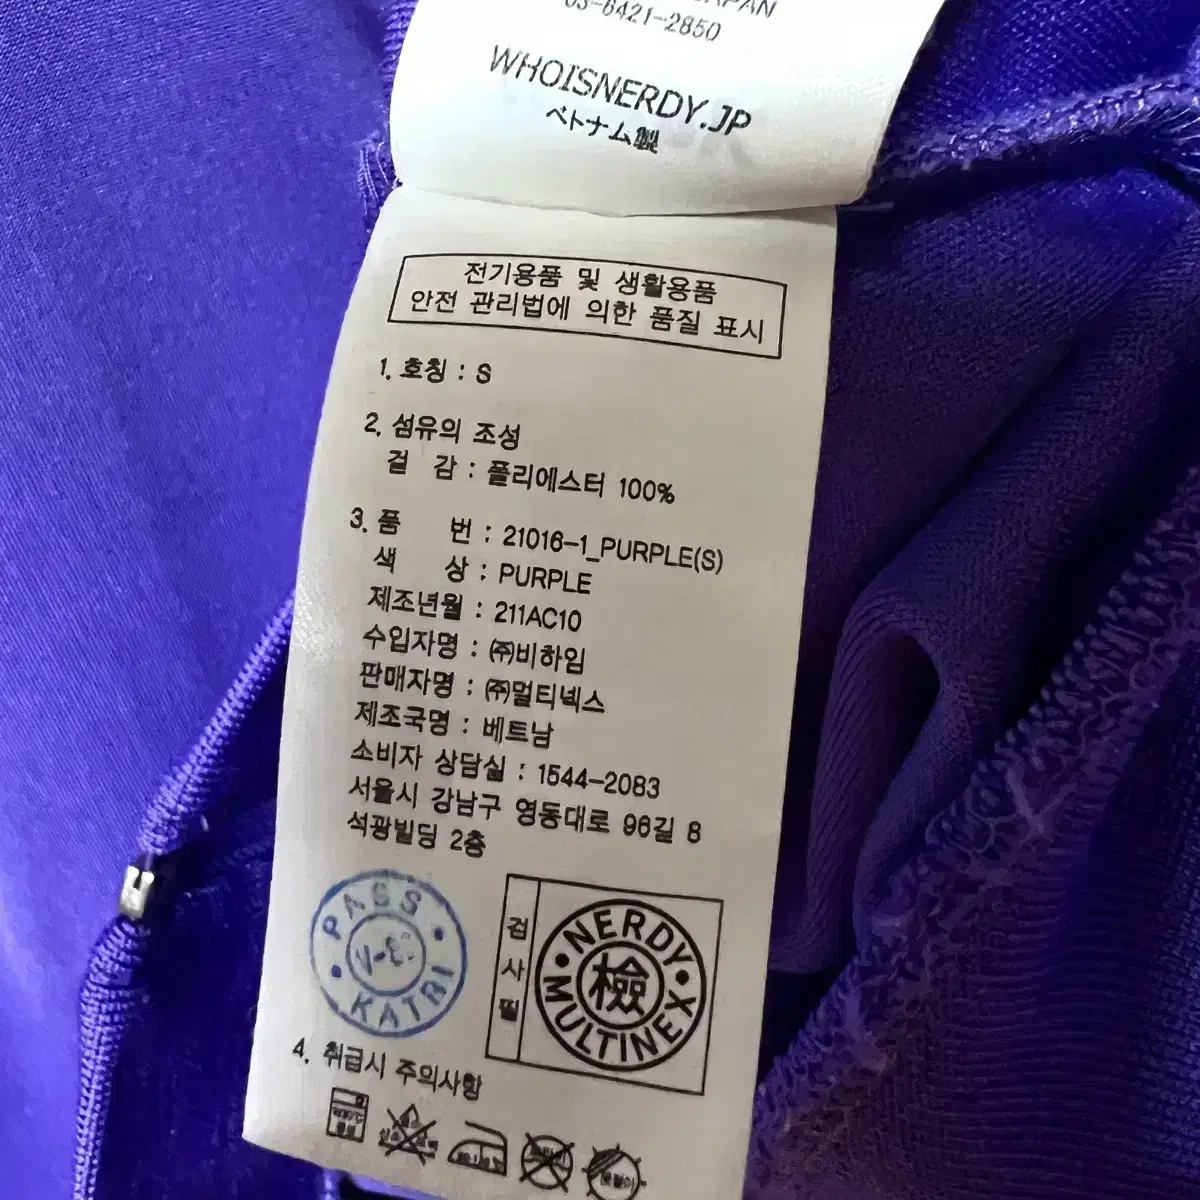 JAPAN
03-6421-2850
WHOISNERDY.JP
ベトナム製
전기용품 및 생활용품
안전 관리법에 의한 품질 표시
1. 호칭 : S
2. 섬유의 조성
겉 감 : 폴리에스터 100%
3. 품 번 : 21016-1_PURPLE(S)
색 상 : PURPLE
제조년월 : 211AC10
수입자명 : ㈜비하임
판매자명 : ㈜멀티넥스
제조국명 : 베트남
소비자 상담실 : 1544-2083
서울시 강남구 영동대로 96길 8
석광빌딩 2층
PASS
KATRI
검사필
NERDY
檢
MULTINEX
4. 취급시 주의사항